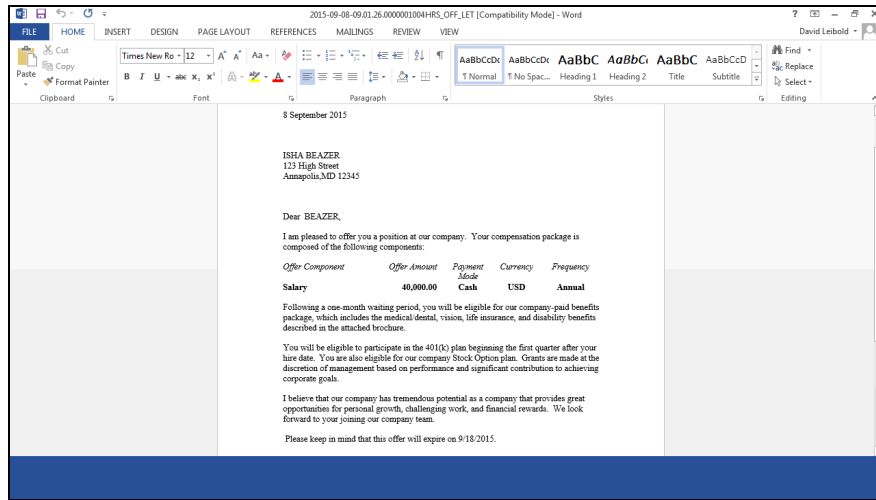 2015-09-08-09.01.26.0000001004HRS_OFF_LET [Compatibility Mode] - Word
FILE HOME INSERT DESIGN PAGE LAYOUT REFERENCES MAILINGS REVIEW VIEW David Leibold
Paste Cut Copy Format Painter
Times New Ro 12
AaBbCcDc AaBbCcDc AaBbC AaBbCc AaBbC AaBbCcD
¶ Normal ¶ No Spac... Heading 1 Heading 2 Title Subtitle
Find Replace Select
Clipboard Font Paragraph Styles Editing
8 September 2015
ISHA BEAZER
123 High Street
Annapolis,MD 12345
Dear BEAZER,
I am pleased to offer you a position at our company. Your compensation package is
composed of the following components:
Offer Component Offer Amount Payment Mode Currency Frequency
Salary 40,000.00 Cash USD Annual
Following a one-month waiting period, you will be eligible for our company-paid benefits
package, which includes the medical/dental, vision, life insurance, and disability benefits
described in the attached brochure.
You will be eligible to participate in the 401(k) plan beginning the first quarter after your
hire date. You are also eligible for our company Stock Option plan. Grants are made at the
discretion of management based on performance and significant contribution to achieving
corporate goals.
I believe that our company has tremendous potential as a company that provides great
opportunities for personal growth, challenging work, and financial rewards. We look
forward to your joining our company team.
Please keep in mind that this offer will expire on 9/18/2015.